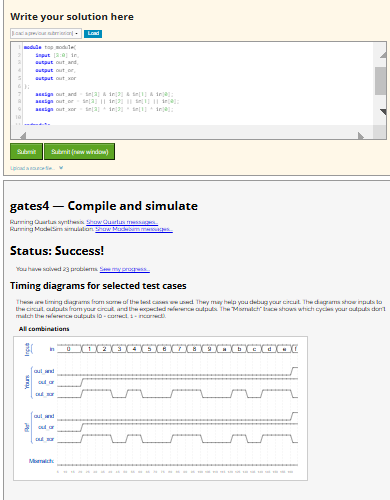 Write your solution here
[Load a previous submission] Load
1 module top_module(
2 input [3:0] in,
3 output out_and,
4 output out_or,
5 output out_xor
6 );
7 assign out_and = in[3] & in[2] & in[1] & in[0];
8 assign out_or = in[3] || in[2] || in[1] || in[0];
9 assign out_xor = in[3] ^ in[2] ^ in[1] ^ in[0];
10
11 endmodule
Submit Submit (new window)
Upload a source file...
gates4 — Compile and simulate
Running Quartus synthesis. Show Quartus messages...
Running ModelSim simulation. Show Modelsim messages...
Status: Success!
You have solved 23 problems. See my progress...
Timing diagrams for selected test cases
These are timing diagrams from some of the test cases we used. They may help you debug your circuit. The diagrams show inputs to
the circuit, outputs from your circuit, and the expected reference outputs. The "Mismatch" trace shows which cycles your outputs don't
match the reference outputs (0 - correct, 1 - incorrect).
All combinations
Input in 0 1 2 3 4 5 6 7 8 9 a b c d e f
Yours out_and
out_or
out_xor
Ref out_and
out_or
out_xor
Mismatch